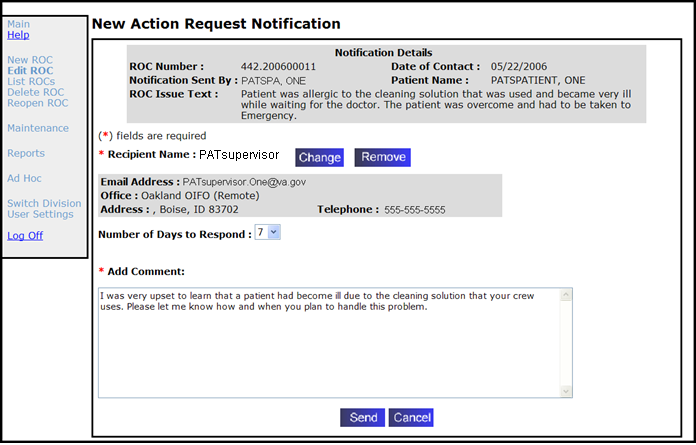 New Action Request Notification
Main
Help
New ROC
Edit ROC
List ROCs
Delete ROC
Reopen ROC
Maintenance
Reports
Ad Hoc
Switch Division
User Settings
Log Off
Notification Details
ROC Number : 442.200600011 Date of Contact : 05/22/2006
Notification Sent By : PATSPA, ONE Patient Name : PATSPATIENT, ONE
ROC Issue Text : Patient was allergic to the cleaning solution that was used and became very ill
while waiting for the doctor. The patient was overcome and had to be taken to
Emergency.
(*) fields are required
* Recipient Name : PATsupervisor Change Remove
Email Address : PATsupervisor.One@va.gov
Office : Oakland OIFO (Remote)
Address : , Boise, ID 83702 Telephone : 555-555-5555
Number of Days to Respond : 7
* Add Comment:
I was very upset to learn that a patient had become ill due to the cleaning solution that your crew
uses. Please let me know how and when you plan to handle this problem.
Send Cancel